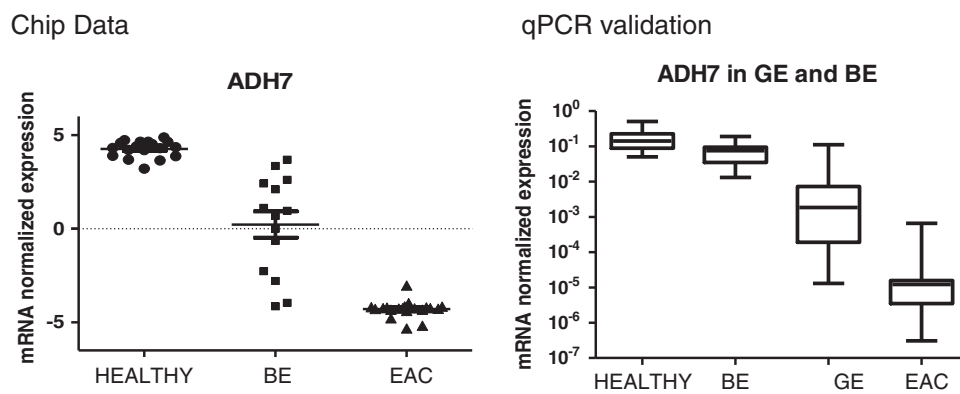 Chip Data
qPCR validation
ADH7
mRNA normalized expression
5
0
-5
HEALTHY BE EAC
ADH7 in GE and BE
mRNA normalized expression
10^0
10^-1
10^-2
10^-3
10^-4
10^-5
10^-6
10^-7
HEALTHY BE GE EAC